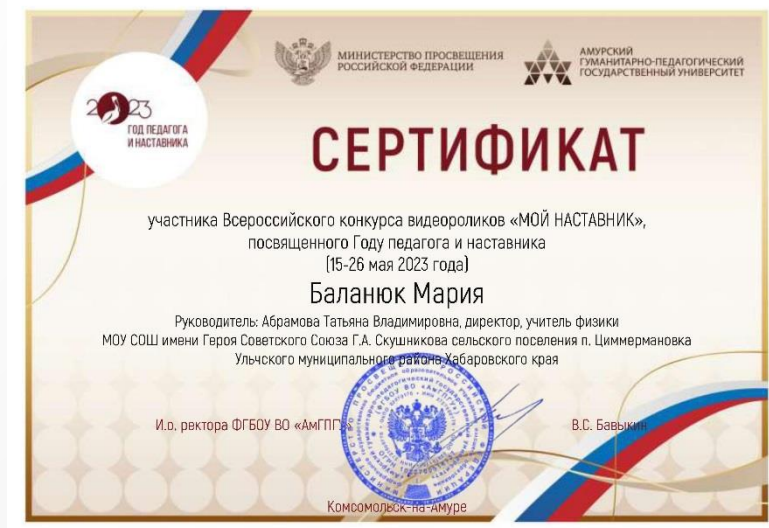 МИНИСТЕРСТВО ПРОСВЕЩЕНИЯ
РОССИЙСКОЙ ФЕДЕРАЦИИ
АМУРСКИЙ
ГУМАНИТАРНО-ПЕДАГОГИЧЕСКИЙ
ГОСУДАРСТВЕННЫЙ УНИВЕРСИТЕТ
2023
ГОД ПЕДАГОГА
И НАСТАВНИКА
СЕРТИФИКАТ
участника Всероссийского конкурса видеороликов «МОЙ НАСТАВНИК»,
посвященного Году педагога и наставника
(15-26 мая 2023 года)
Баланюк Мария
Руководитель: Абрамова Татьяна Владимировна, директор, учитель физики
МОУ СОШ имени Героя Советского Союза Г.А. Скушникова сельского поселения п. Циммермановка
Ульчского муниципального района Хабаровского края
И.о. ректора ФГБОУ ВО «АмГПГУ»
В.С. Бавыкин
Комсомольск-на-Амуре